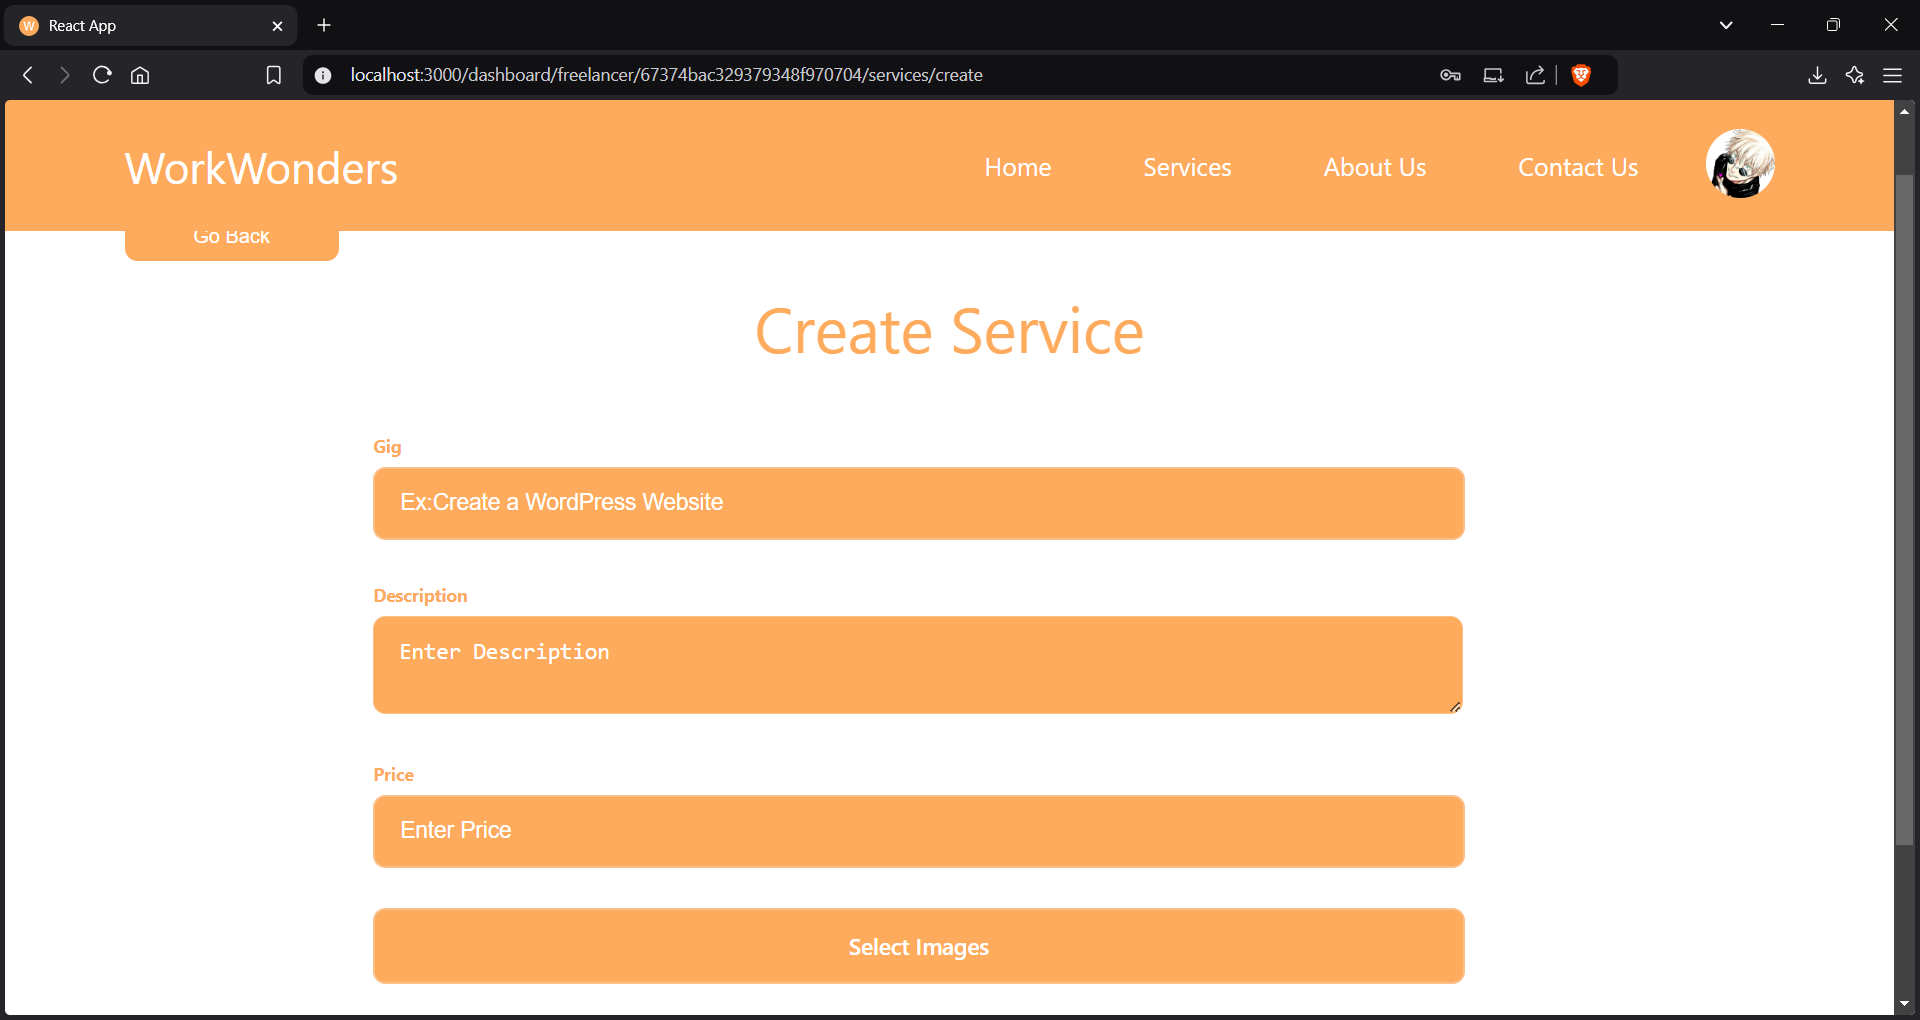 W React App
localhost:3000/dashboard/freelancer/67374bac329379348f970704/services/create
WorkWonders
Home
Services
About Us
Contact Us
Go Back
Create Service
Gig
Ex:Create a WordPress Website
Description
Enter Description
Price
Enter Price
Select Images